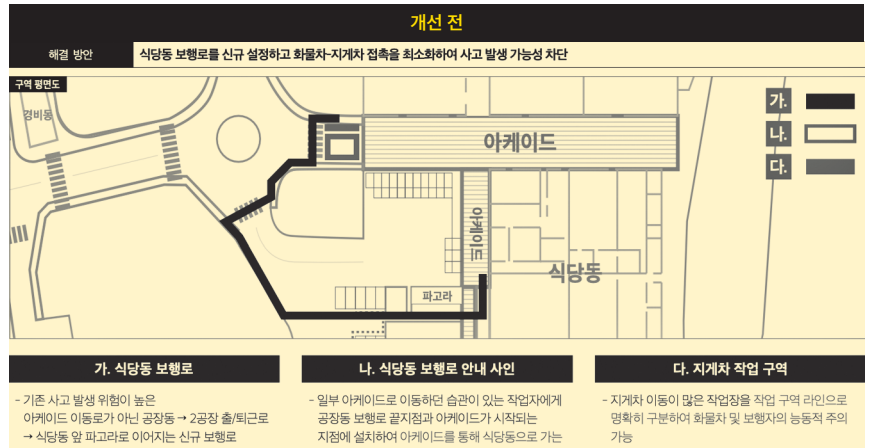 개선 전
해결 방안
식당동 보행로를 신규 설정하고 화물차-지게차 접촉을 최소화하여 사고 발생 가능성 차단
구역 평면도
경비동
가.
나.
다.
아케이드
아케이드
식당동
파고라
가. 식당동 보행로
- 기존 사고 발생 위험이 높은
아케이드 이동로가 아닌 공장동 → 2공장 출/퇴근로
→ 식당동 앞 파고라로 이어지는 신규 보행로
나. 식당동 보행로 안내 사인
- 일부 아케이드로 이동하던 습관이 있는 작업자에게
공장동 보행로 끝지점과 아케이드가 시작되는
지점에 설치하여 아케이드를 통해 식당동으로 가는
다. 지게차 작업 구역
- 지게차 이동이 많은 작업장을 작업 구역 라인으로
명확히 구분하여 화물차 및 보행자의 능동적 주의
가능